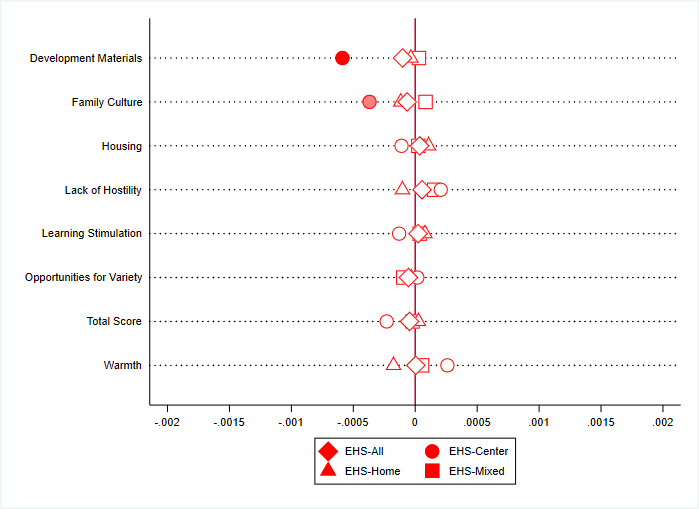 Development Materials
Family Culture
Housing
Lack of Hostility
Learning Stimulation
Opportunities for Variety
Total Score
Warmth
-.002 -.0015 -.001 -.0005 0 .0005 .001 .0015 .002
EHS-All EHS-Center
EHS-Home EHS-Mixed